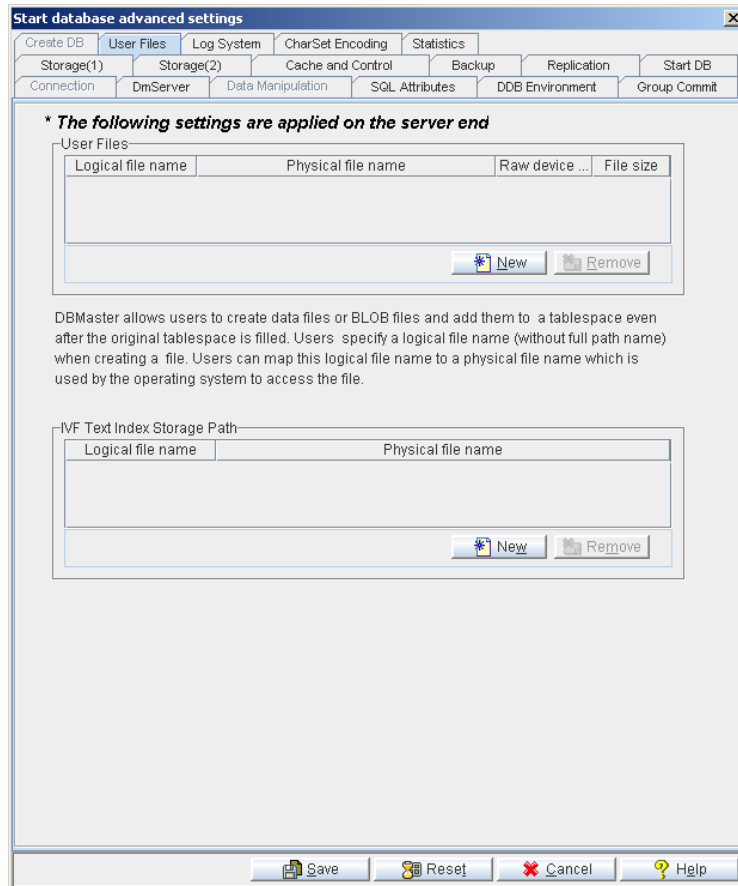 Start database advanced settings
Create DB User Files Log System CharSet Encoding Statistics
Storage(1) Storage(2) Cache and Control Backup Replication Start DB
Connection DmServer Data Manipulation SQL Attributes DDB Environment Group Commit
* The following settings are applied on the server end
User Files
Logical file name Physical file name Raw device ... File size
New Remove
DBMaster allows users to create data files or BLOB files and add them to a tablespace even
after the original tablespace is filled. Users specify a logical file name (without full path name)
when creating a file. Users can map this logical file name to a physical file name which is
used by the operating system to access the file.
IVF Text Index Storage Path
Logical file name Physical file name
New Remove
Save Reset Cancel Help